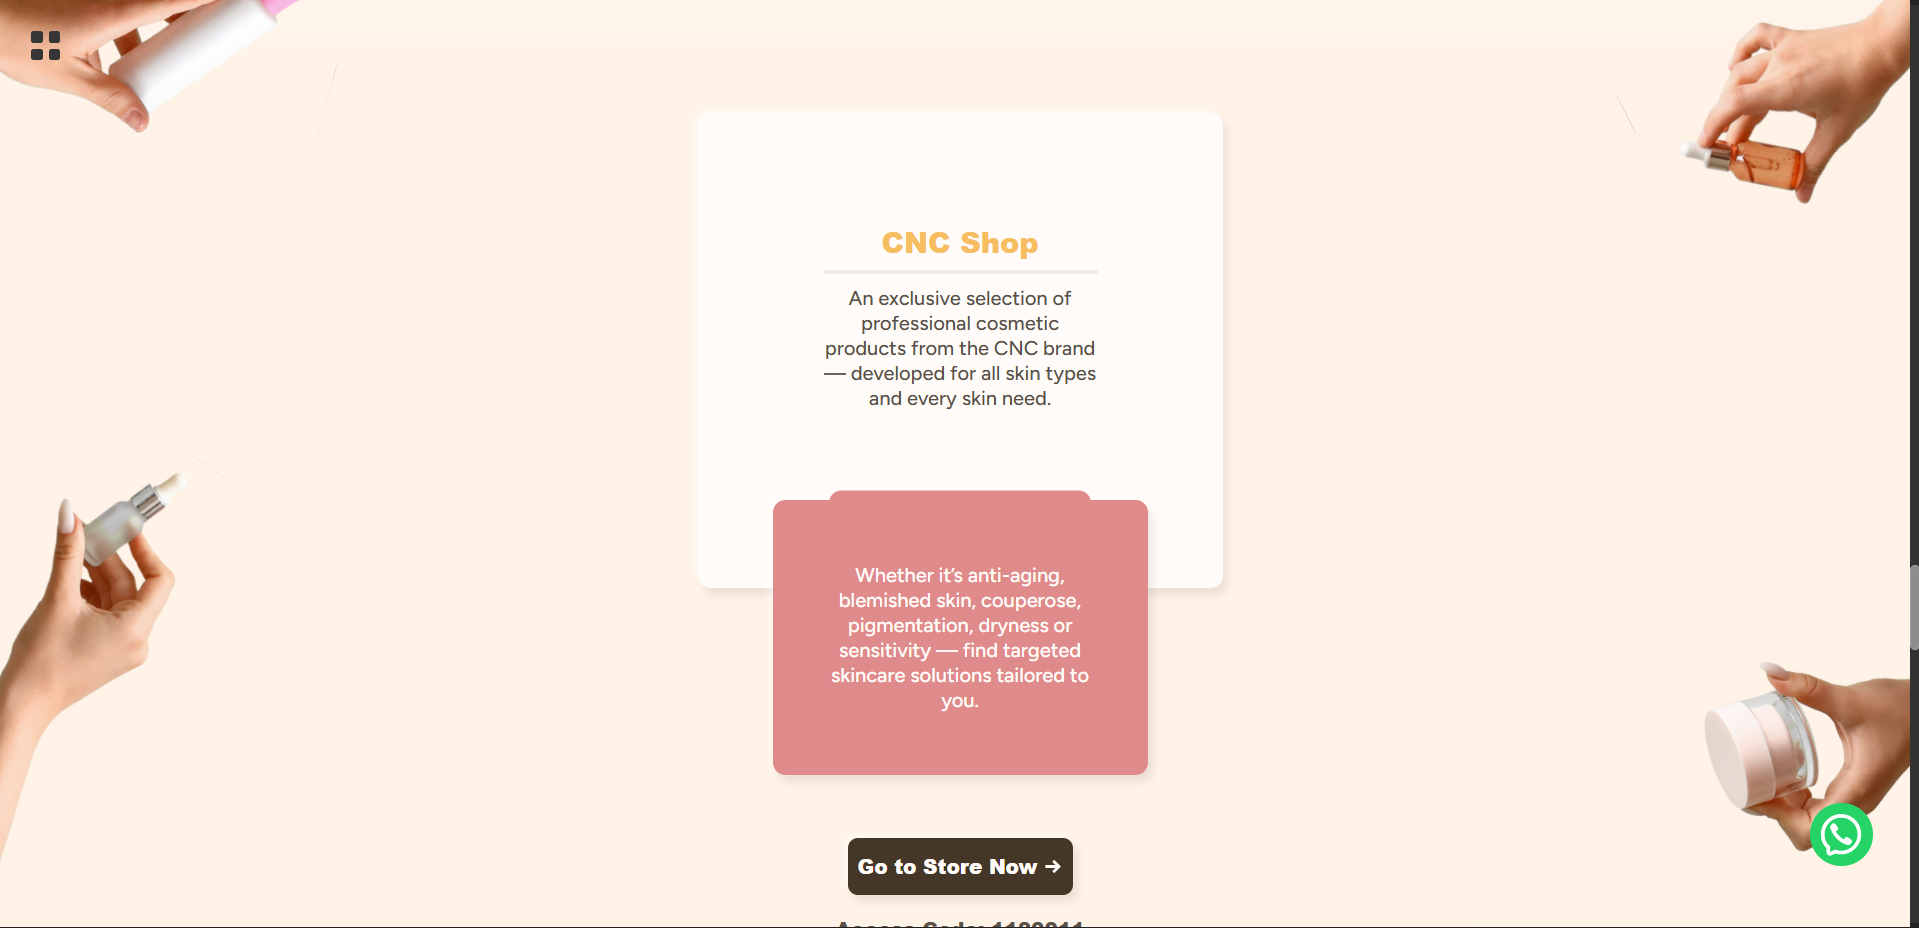 CNC Shop
An exclusive selection of
professional cosmetic
products from the CNC brand
— developed for all skin types
and every skin need.
Whether it’s anti-aging,
blemished skin, couperose,
pigmentation, dryness or
sensitivity — find targeted
skincare solutions tailored to
you.
Go to Store Now →
Access Code: